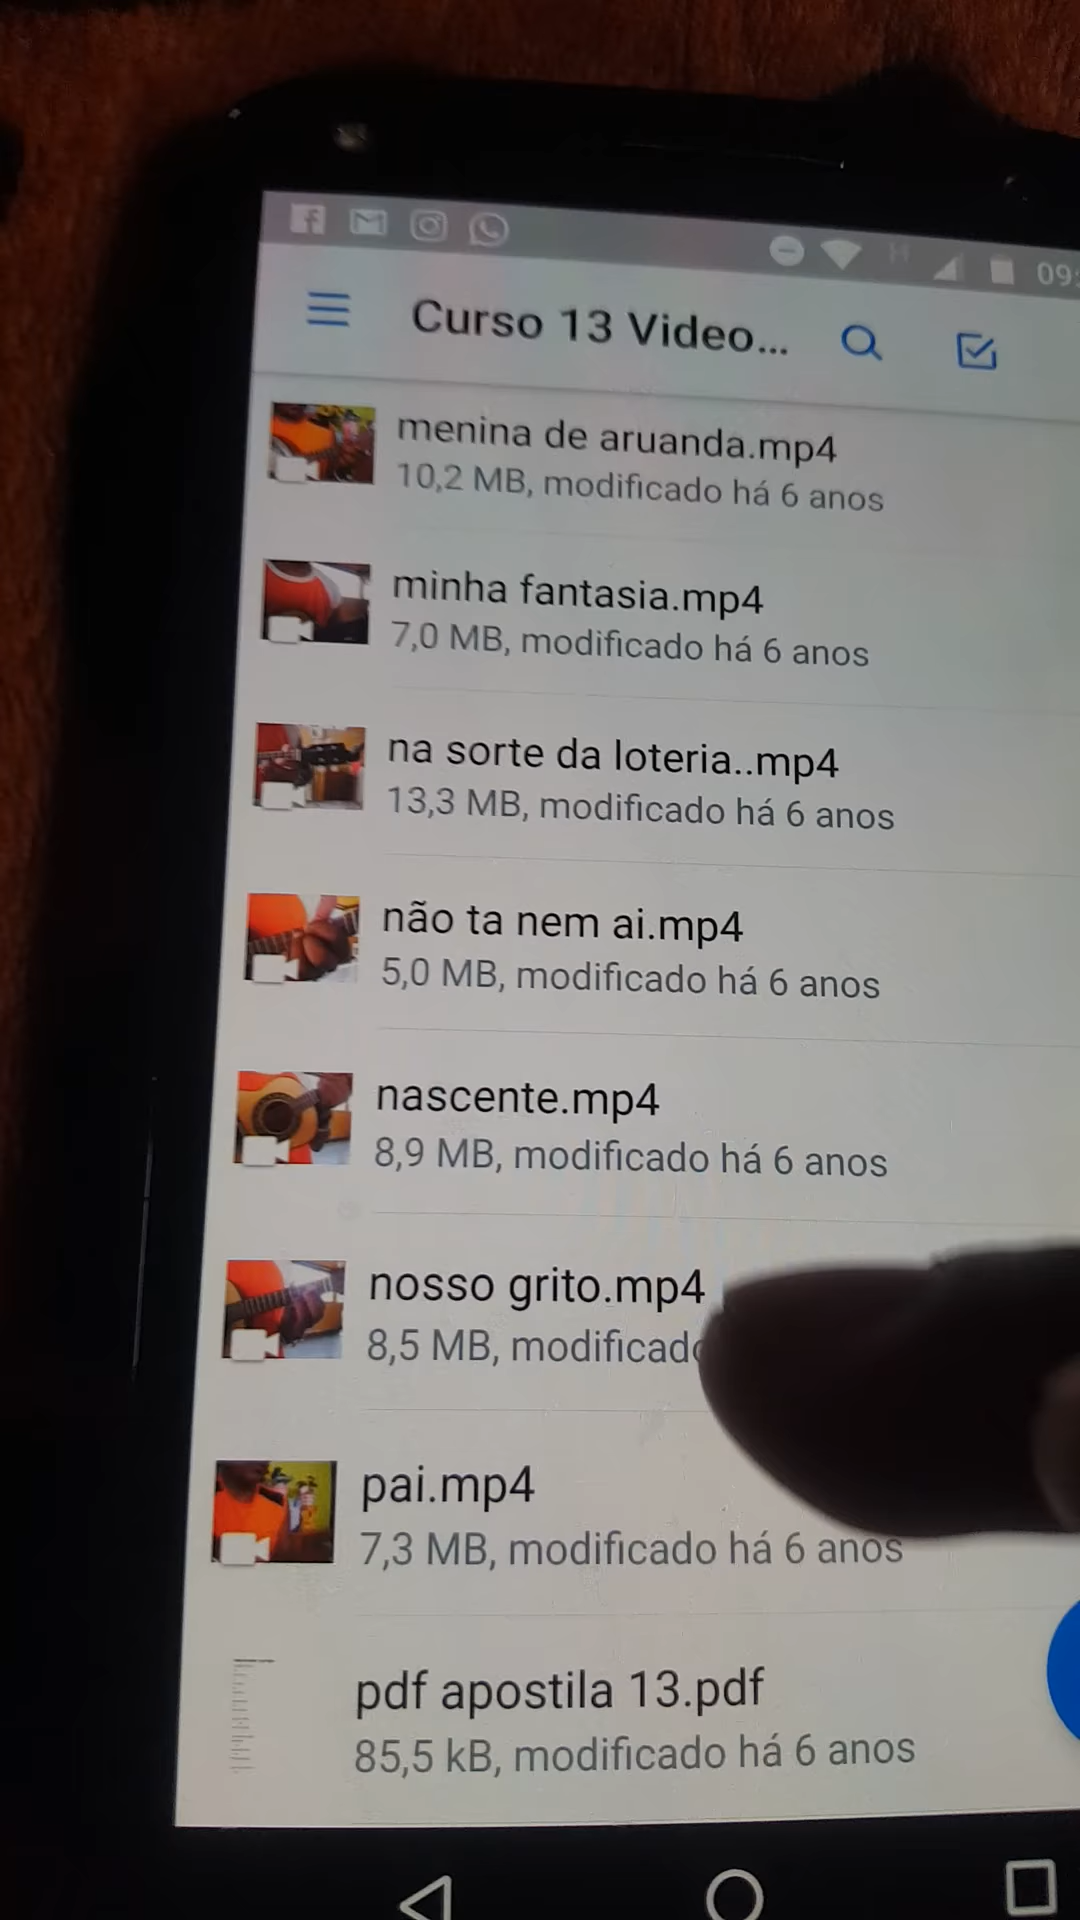 09:
Curso 13 Video...
menina de aruanda.mp4
10,2 MB, modificado há 6 anos
minha fantasia.mp4
7,0 MB, modificado há 6 anos
na sorte da loteria..mp4
13,3 MB, modificado há 6 anos
não ta nem ai.mp4
5,0 MB, modificado há 6 anos
nascente.mp4
8,9 MB, modificado há 6 anos
nosso grito.mp4
8,5 MB, modificado
pai.mp4
7,3 MB, modificado há 6 anos
pdf apostila 13.pdf
85,5 kB, modificado há 6 anos